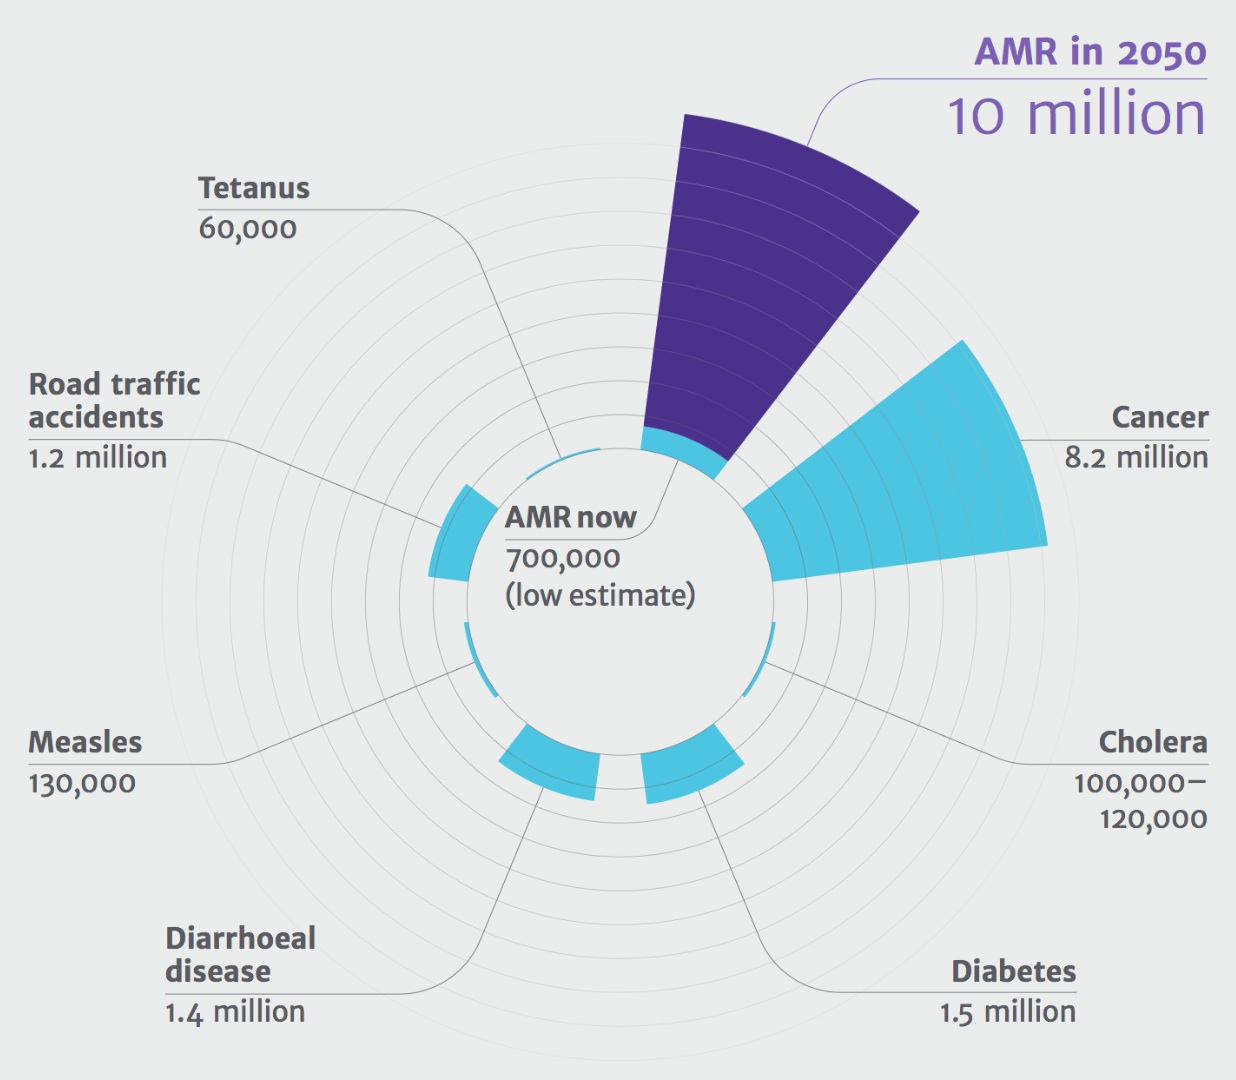 AMR in 2050
10 million
Tetanus
60,000
Road traffic
accidents
1.2 million
Cancer
8.2 million
AMR now
700,000
(low estimate)
Measles
130,000
Cholera
100,000–
120,000
Diarrhoeal
disease
1.4 million
Diabetes
1.5 million